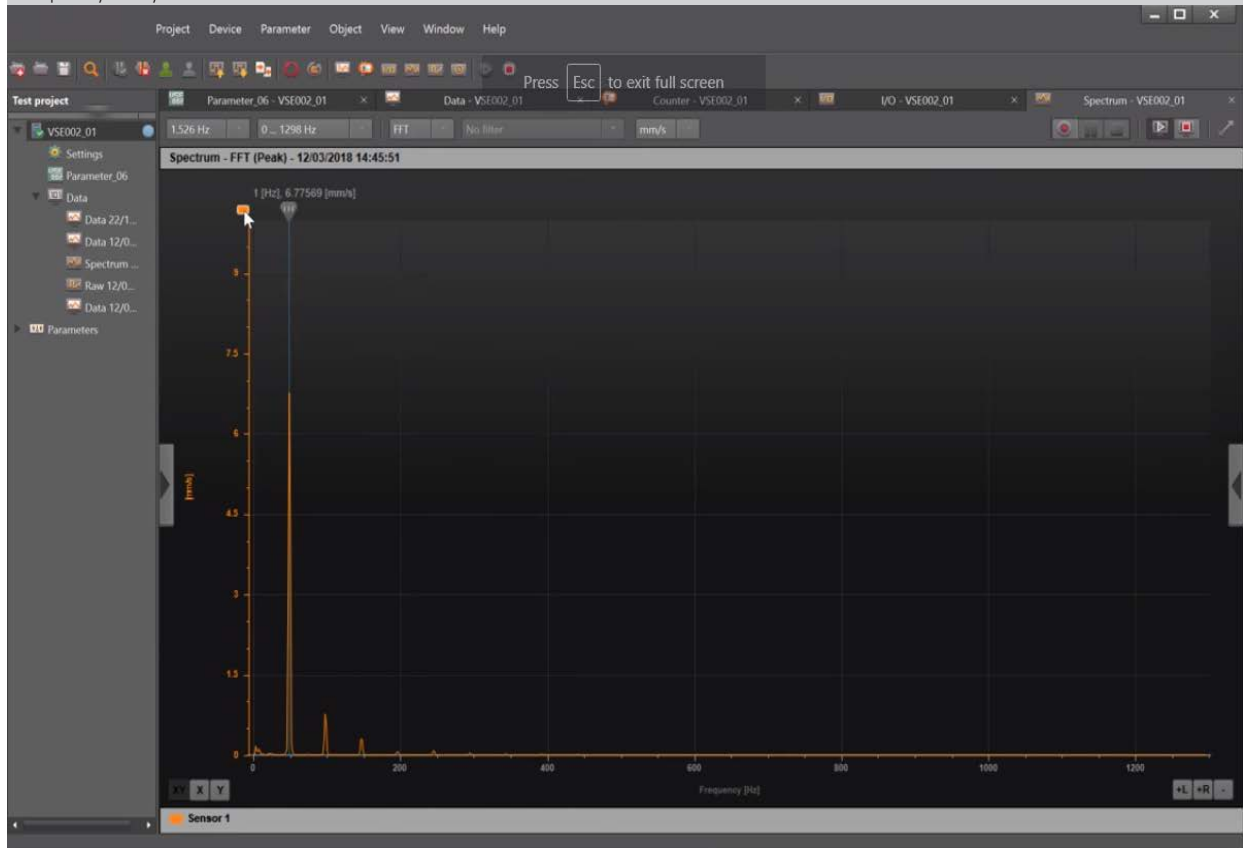 Project Device Parameter Object View Window Help
Press Esc to exit full screen
Test project
Parameter_06 - VSE002_01
Data - VSE002_01
Counter - VSE002_01
I/O - VSE002_01
Spectrum - VSE002_01
VSE002_01
1.526 Hz
0 ... 1298 Hz
FFT
No filter
mm/s
Settings
Parameter_06
Data
Data 22/1...
Data 12/0...
Spectrum ...
Raw 12/0...
Data 12/0...
Parameters
Spectrum - FFT (Peak) - 12/03/2018 14:45:51
1 [Hz], 6.77569 [mm/s]
9
7.5
6
[mm/s]
4.5
3
1.5
0
0 200 400 600 800 1000 1200
Frequency [Hz]
XY X Y
+L +R -
Sensor 1